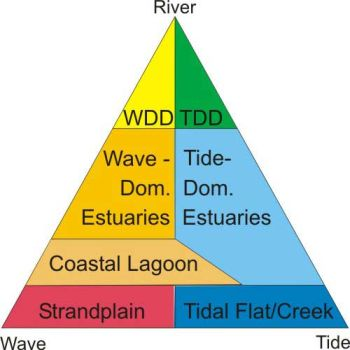 River
WDD TDD
Wave - Tide-
Dom. Dom.
Estuaries Estuaries
Coastal Lagoon
Strandplain Tidal Flat/Creek
Wave Tide